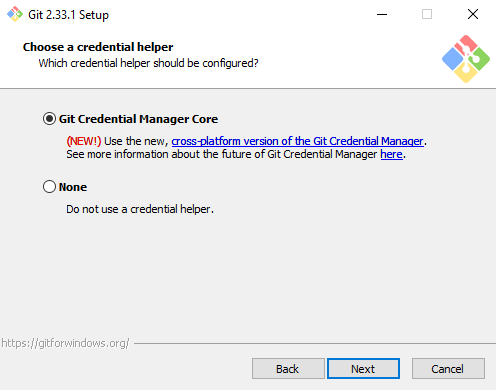 Git 2.33.1 Setup
Choose a credential helper
Which credential helper should be configured?
Git Credential Manager Core
(NEW!) Use the new, cross-platform version of the Git Credential Manager.
See more information about the future of Git Credential Manager here.
None
Do not use a credential helper.
https://gitforwindows.org/
Back Next Cancel